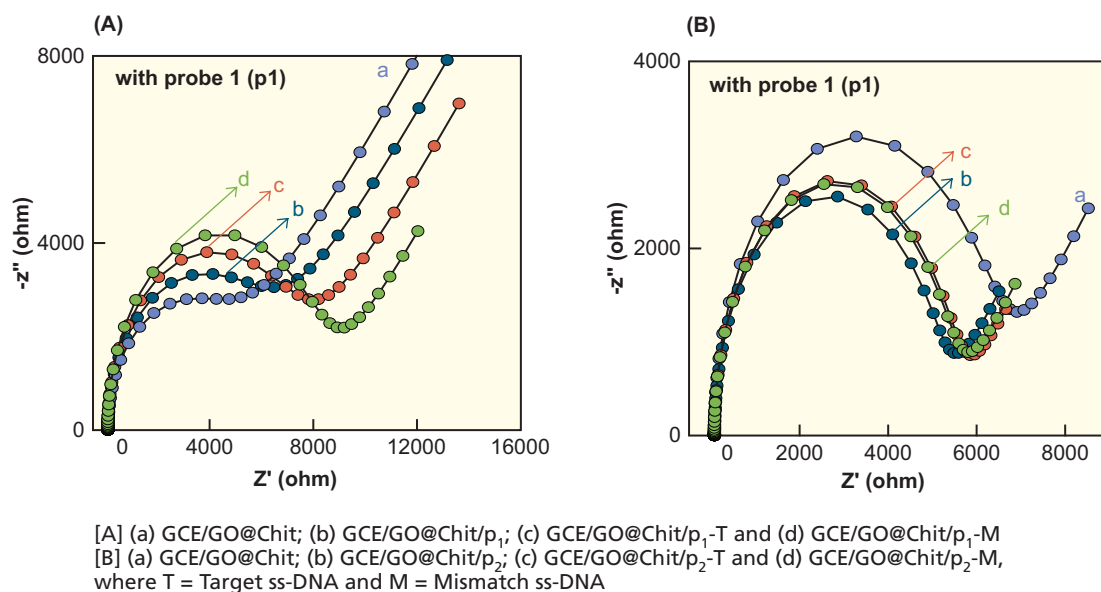 (A)
8000
with probe 1 (p1)
a
d
c
b
4000
0
-z" (ohm)
0
4000
8000
12000
16000
Z' (ohm)
(B)
4000
with probe 1 (p1)
c
b
a
d
2000
0
-z" (ohm)
0
2000
4000
6000
8000
Z' (ohm)
[A] (a) GCE/GO@Chit; (b) GCE/GO@Chit/p₁; (c) GCE/GO@Chit/p₁-T and (d) GCE/GO@Chit/p₁-M
[B] (a) GCE/GO@Chit; (b) GCE/GO@Chit/p₂; (c) GCE/GO@Chit/p₂-T and (d) GCE/GO@Chit/p₂-M,
where T = Target ss-DNA and M = Mismatch ss-DNA